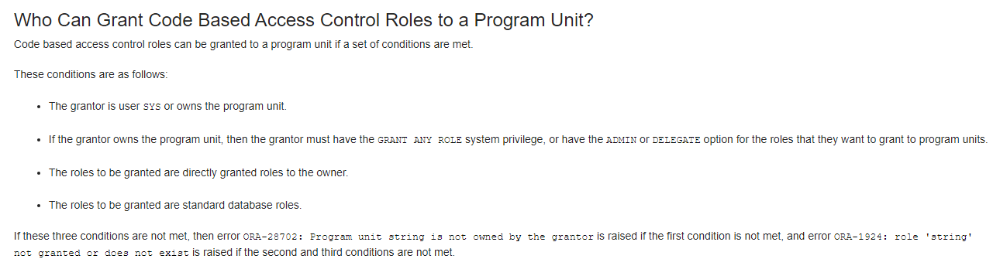 Who Can Grant Code Based Access Control Roles to a Program Unit?
Code based access control roles can be granted to a program unit if a set of conditions are met.
These conditions are as follows:
• The grantor is user SYS or owns the program unit.
• If the grantor owns the program unit, then the grantor must have the GRANT ANY ROLE system privilege, or have the ADMIN or DELEGATE option for the roles that they want to grant to program units.
• The roles to be granted are directly granted roles to the owner.
• The roles to be granted are standard database roles.
If these three conditions are not met, then error ORA-28702: Program unit string is not owned by the grantor is raised if the first condition is not met, and error ORA-1924: role 'string'
not granted or does not exist is raised if the second and third conditions are not met.